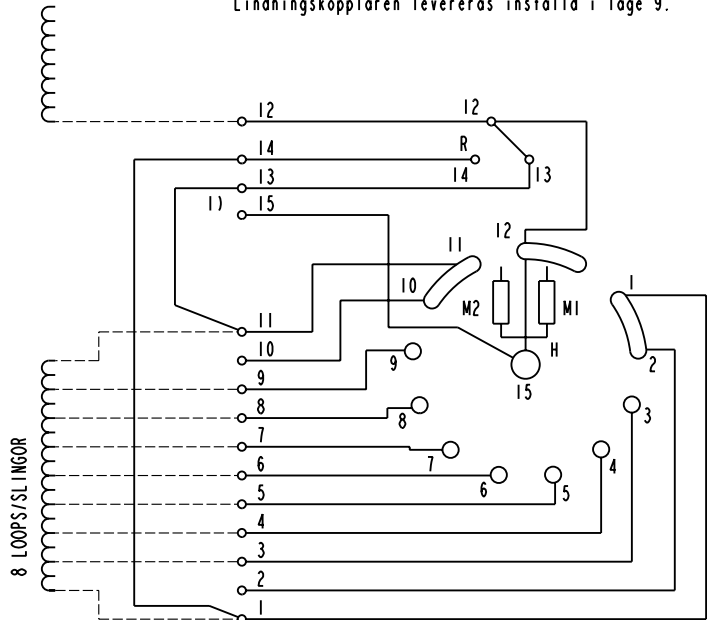 Lindningskopplaren levereras inställd i läge 9.
12 12
14 R
13 14 13
1) 15
12
11
10 1
M2 M1
11 H
10 9 2
9 15
8 8 3
7 7 4
6 6 5
5
4
3
2
1
8 LOOPS/SLINGOR